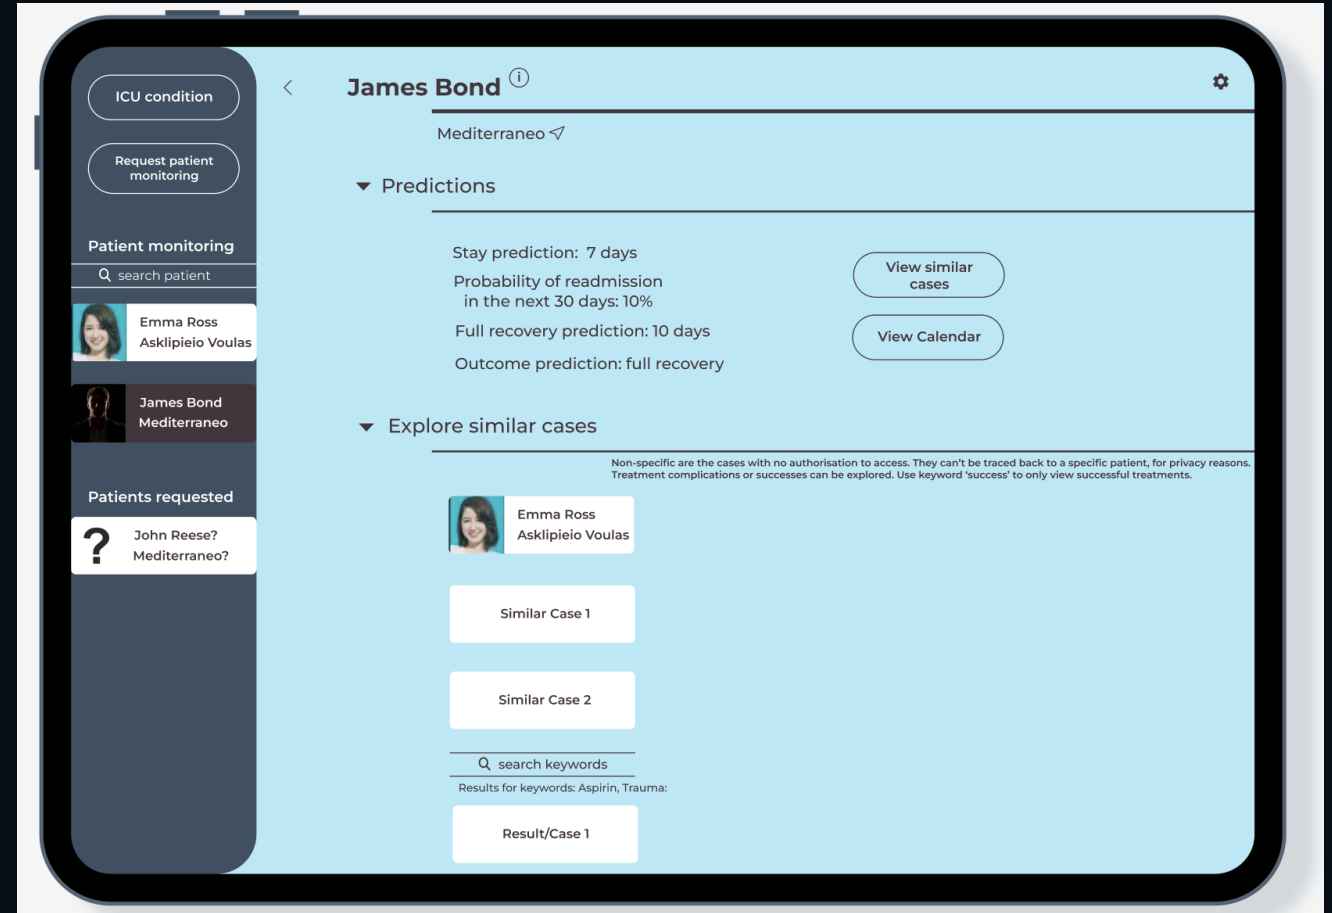 ICU condition
Request patient
monitoring
Patient monitoring
search patient
Emma Ross
Asklipieio Voulas
James Bond
Mediterraneo
Patients requested
?
John Reese?
Mediterraneo?
James Bond i
Mediterraneo
Predictions
Stay prediction: 7 days
Probability of readmission
in the next 30 days: 10%
Full recovery prediction: 10 days
Outcome prediction: full recovery
View similar
cases
View Calendar
Explore similar cases
Non-specific are the cases with no authorisation to access. They can't be traced back to a specific patient, for privacy reasons.
Treatment complications or successes can be explored. Use keyword 'success' to only view successful treatments.
Emma Ross
Asklipieio Voulas
Similar Case 1
Similar Case 2
search keywords
Results for keywords: Aspirin, Trauma:
Result/Case 1